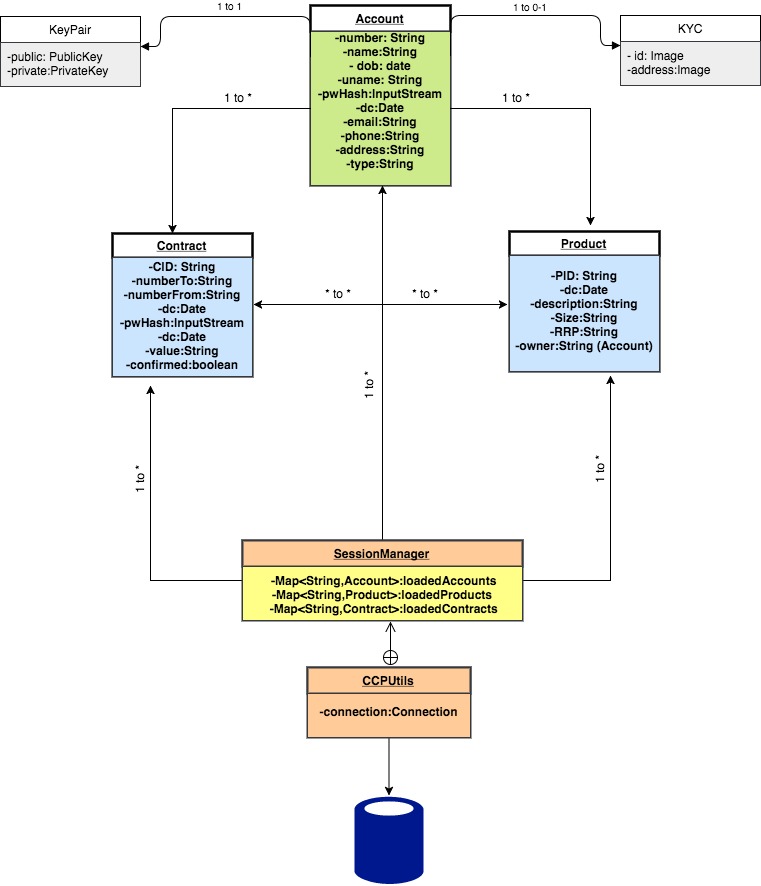 1 to 1
Account
1 to 0-1
KeyPair
-public: PublicKey
-private:PrivateKey
KYC
- id: Image
-address:Image
-number: String
-name:String
- dob: date
-uname: String
-pwHash:InputStream
-dc:Date
-email:String
-phone:String
-address:String
-type:String
1 to *
1 to *
Contract
-CID: String
-numberTo:String
-numberFrom:String
-dc:Date
-pwHash:InputStream
-dc:Date
-value:String
-confirmed:boolean
Product
-PID: String
-dc:Date
-description:String
-Size:String
-RRP:String
-owner:String (Account)
* to *
* to *
1 to *
1 to *
1 to *
SessionManager
-Map<String,Account>:loadedAccounts
-Map<String,Product>:loadedProducts
-Map<String,Contract>:loadedContracts
CCPUtils
-connection:Connection